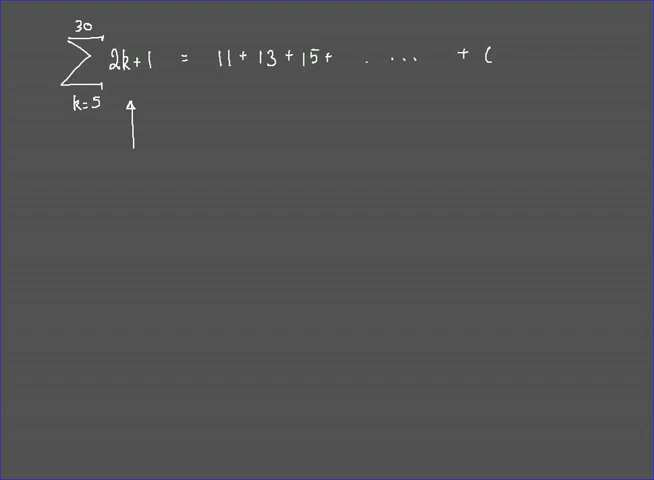 30
∑ 2k+1 = 11 + 13 + 15 + . ... +
k=5